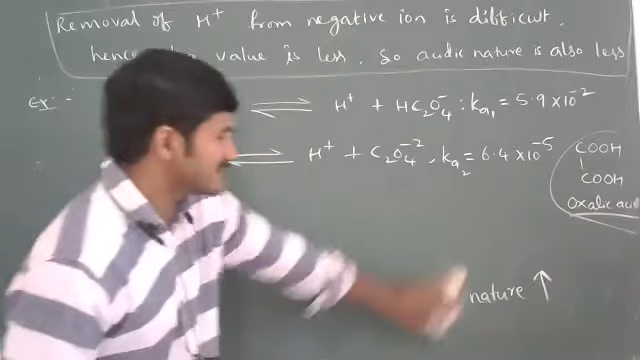 Removal of H⁺ from negative ion is difficult.
hence value is less. So acidic nature is also less
Ex:-
⇌ H⁺ + HC₂O₄⁻ : ka₁ = 5.9 × 10⁻²
⇌ H⁺ + C₂O₄⁻², ka₂ = 6.4 × 10⁻⁵
COOH
|
COOH
Oxalic acid
nature ↑